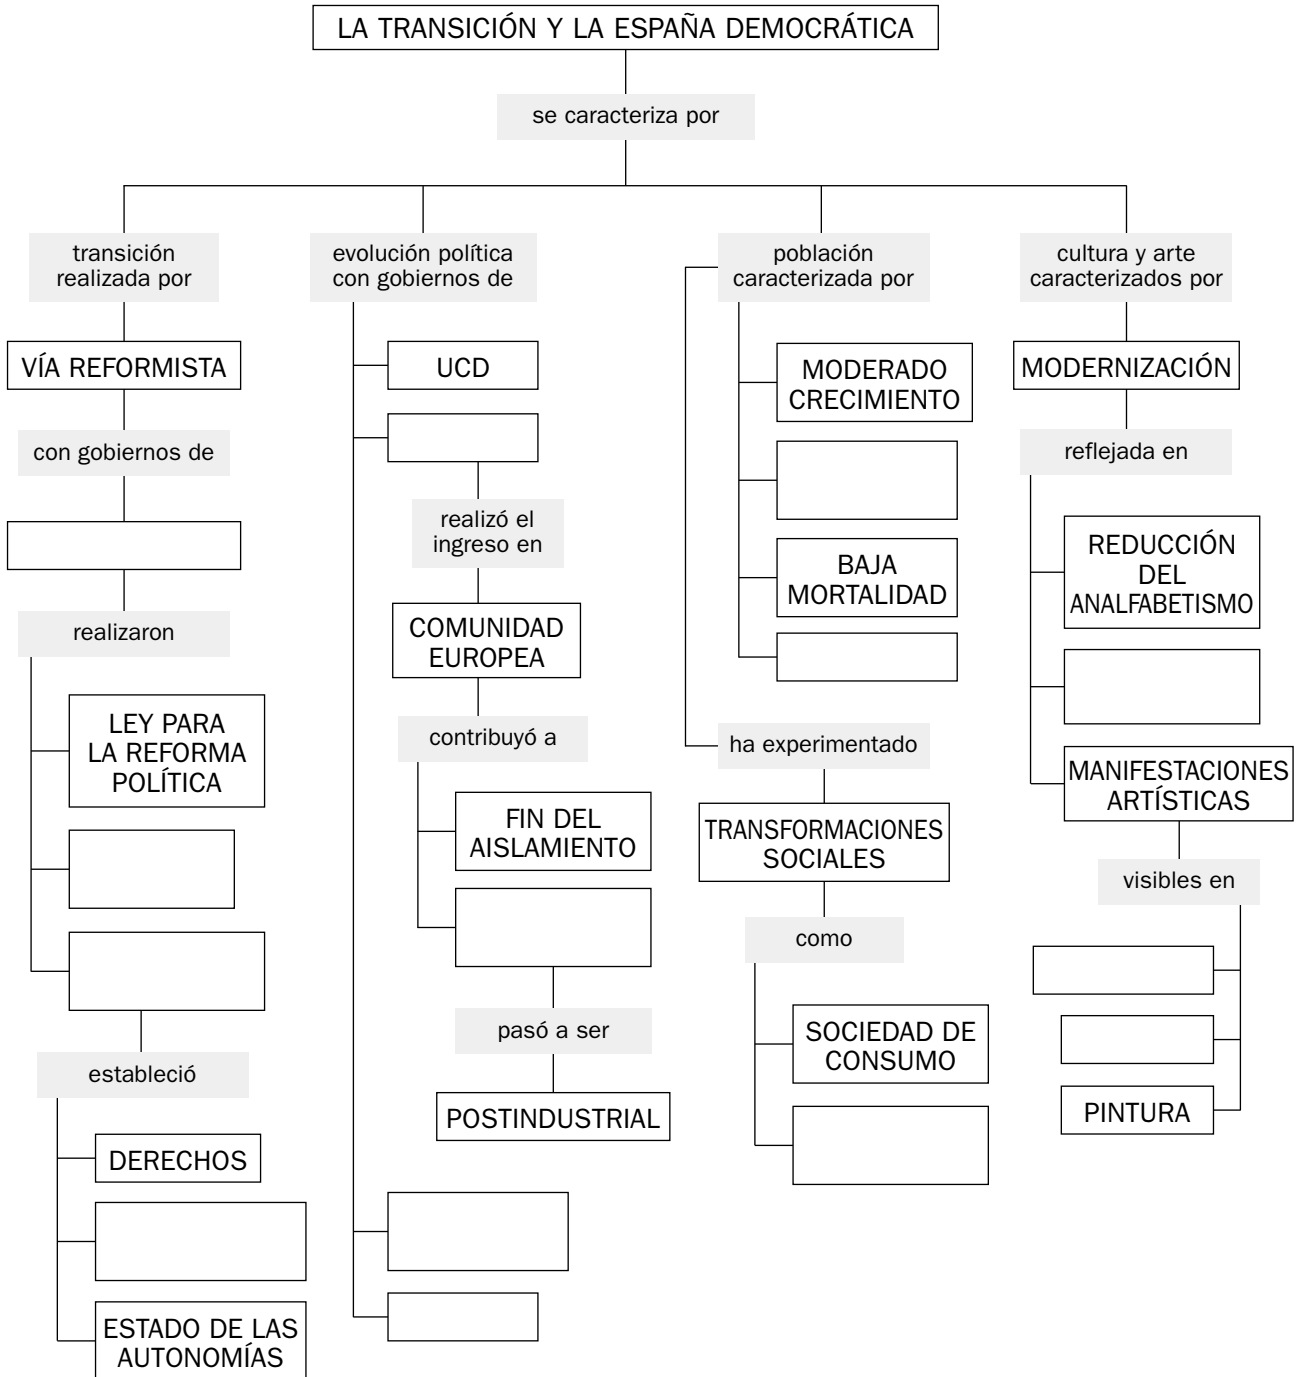 LA TRANSICIÓN Y LA ESPAÑA DEMOCRÁTICA
se caracteriza por
transición
realizada por
VÍA REFORMISTA
con gobiernos de
realizaron
LEY PARA
LA REFORMA
POLÍTICA
estableció
DERECHOS
ESTADO DE LAS
AUTONOMÍAS
evolución política
con gobiernos de
UCD
realizó el
ingreso en
COMUNIDAD
EUROPEA
contribuyó a
FIN DEL
AISLAMIENTO
pasó a ser
POSTINDUSTRIAL
población
caracterizada por
MODERADO
CRECIMIENTO
BAJA
MORTALIDAD
ha experimentado
TRANSFORMACIONES
SOCIALES
como
SOCIEDAD DE
CONSUMO
cultura y arte
caracterizados por
MODERNIZACIÓN
reflejada en
REDUCCIÓN
DEL
ANALFABETISMO
MANIFESTACIONES
ARTÍSTICAS
visibles en
PINTURA